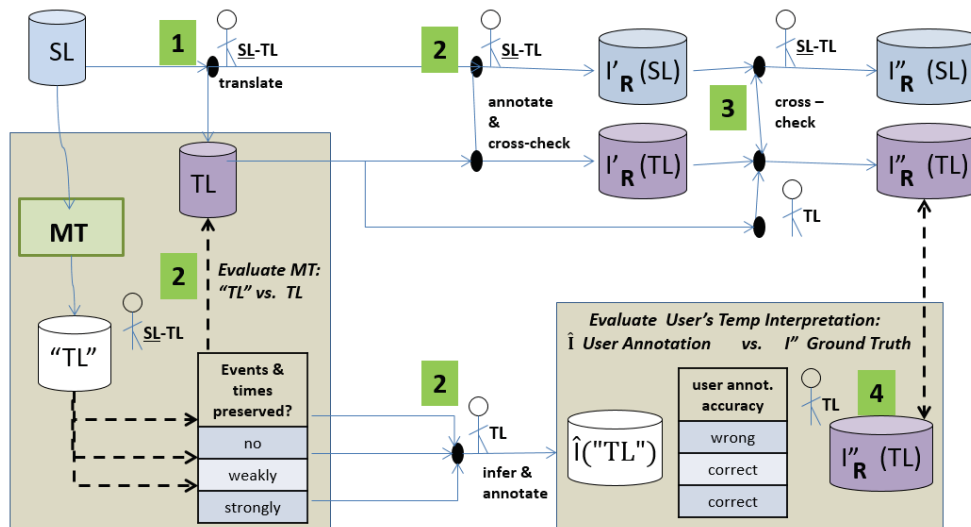 SL
1
SL-TL
translate
2
SL-TL
annotate
&
cross-check
I'R (SL)
3
SL-TL
cross –
check
I"R (SL)
TL
I'R (TL)
I"R (TL)
TL
MT
2
Evaluate MT:
“TL” vs. TL
“TL”
SL-TL
Events &
times
preserved?
no
weakly
strongly
2
TL
infer &
annotate
Evaluate User’s Temp Interpretation:
Î User Annotation vs. I” Ground Truth
Î("TL")
user annot.
accuracy
wrong
correct
correct
TL
4
I"R (TL)